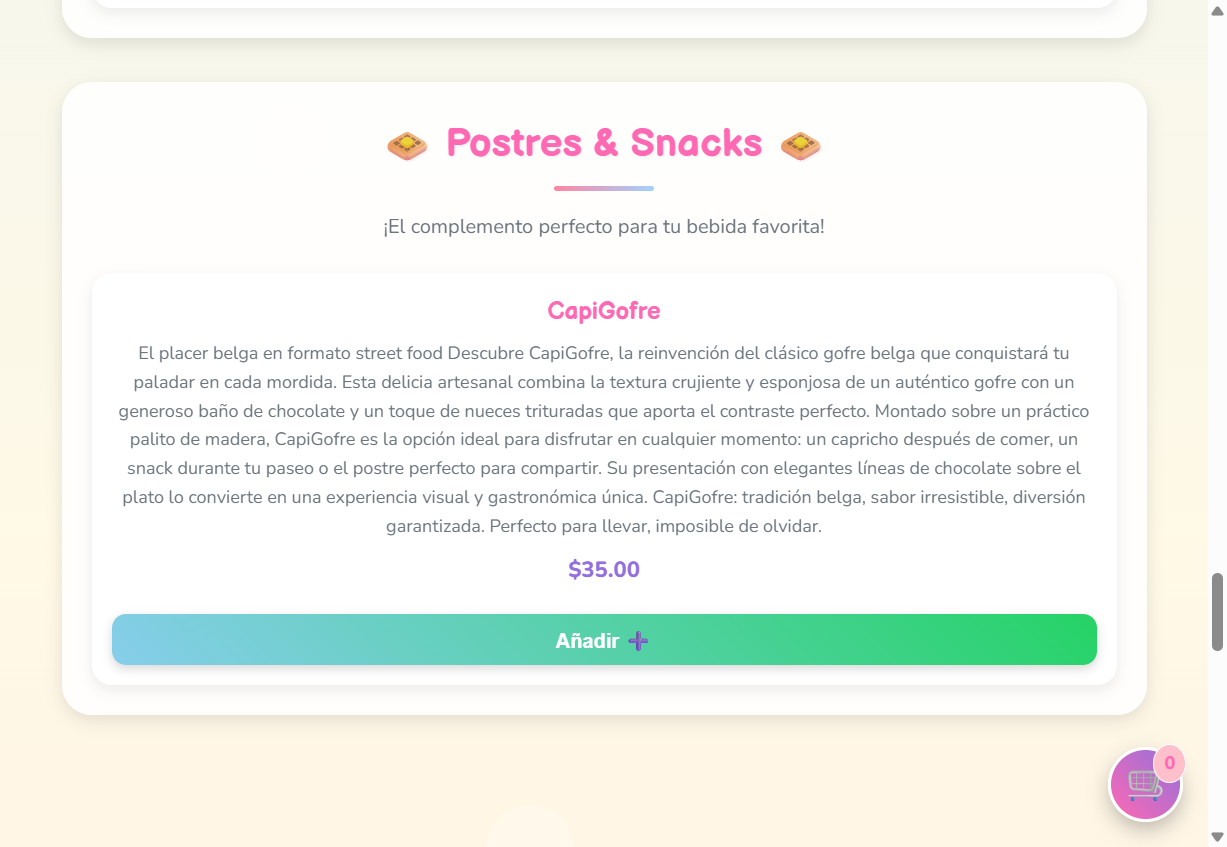 Postres & Snacks
¡El complemento perfecto para tu bebida favorita!
CapiGofre
El placer belga en formato street food Descubre CapiGofre, la reinvención del clásico gofre belga que conquistará tu
paladar en cada mordida. Esta delicia artesanal combina la textura crujiente y esponjosa de un auténtico gofre con un
generoso baño de chocolate y un toque de nueces trituradas que aporta el contraste perfecto. Montado sobre un práctico
palito de madera, CapiGofre es la opción ideal para disfrutar en cualquier momento: un capricho después de comer, un
snack durante tu paseo o el postre perfecto para compartir. Su presentación con elegantes líneas de chocolate sobre el
plato lo convierte en una experiencia visual y gastronómica única. CapiGofre: tradición belga, sabor irresistible, diversión
garantizada. Perfecto para llevar, imposible de olvidar.
$35.00
Añadir ➕
0